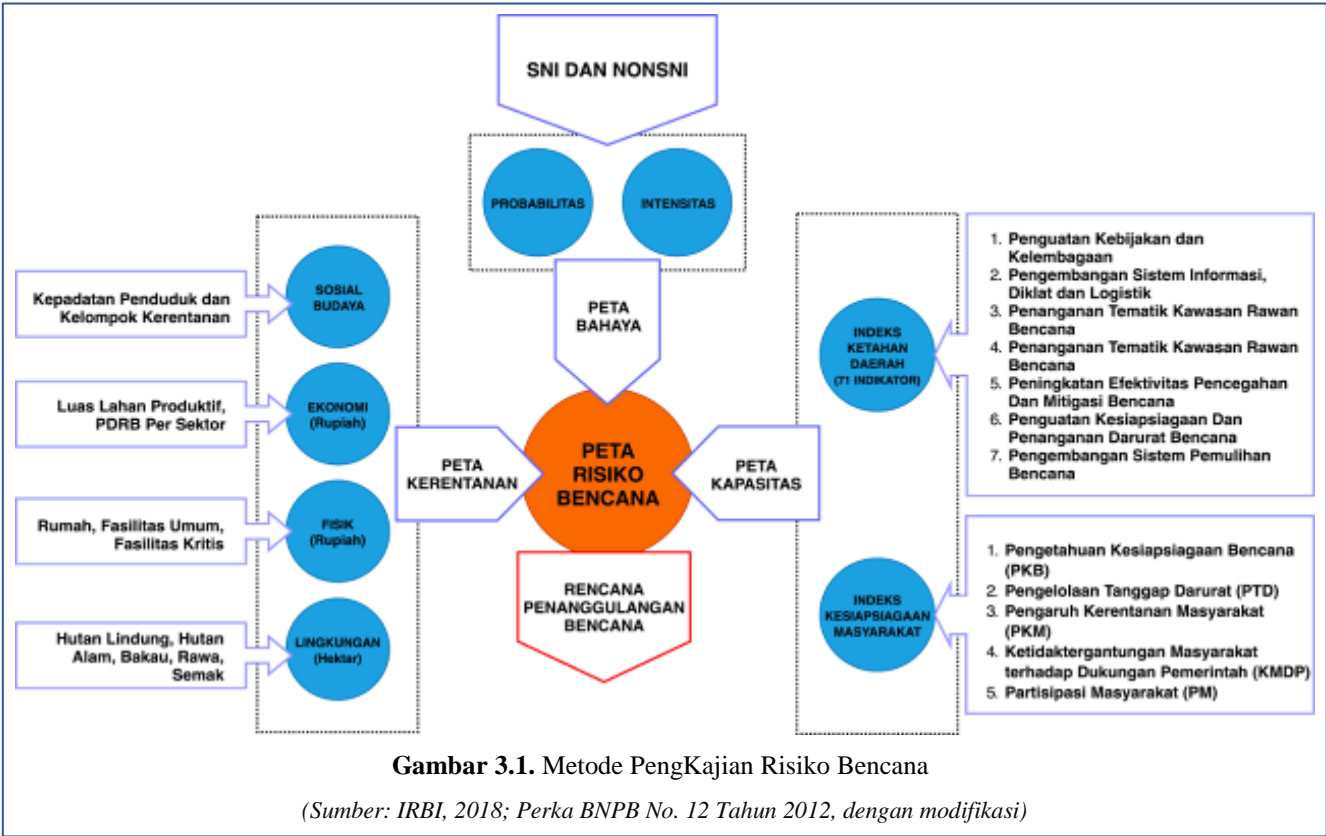 SNI DAN NONSNI
PROBABILITAS
INTENSITAS
PETA
BAHAYA
Kepadatan Penduduk dan
Kelompok Kerentanan
SOSIAL
BUDAYA
Luas Lahan Produktif,
PDRB Per Sektor
EKONOMI
(Rupiah)
Rumah, Fasilitas Umum,
Fasilitas Kritis
FISIK
(Rupiah)
Hutan Lindung, Hutan
Alam, Bakau, Rawa,
Semak
LINGKUNGAN
(Hektar)
PETA
KERENTANAN
PETA
RISIKO
BENCANA
PETA
KAPASITAS
RENCANA
PENANGGULANGAN
BENCANA
INDEKS
KETAHAN
DAERAH
(71 INDIKATOR)
1. Penguatan Kebijakan dan
Kelembagaan
2. Pengembangan Sistem Informasi,
Diklat dan Logistik
3. Penanganan Tematik Kawasan Rawan
Bencana
4. Penanganan Tematik Kawasan Rawan
Bencana
5. Peningkatan Efektivitas Pencegahan
Dan Mitigasi Bencana
6. Penguatan Kesiapsiagaan Dan
Penanganan Darurat Bencana
7. Pengembangan Sistem Pemulihan
Bencana
INDEKS
KESIAPSIAGAAN
MASYARAKAT
1. Pengetahuan Kesiapsiagaan Bencana
(PKB)
2. Pengelolaan Tanggap Darurat (PTD)
3. Pengaruh Kerentanan Masyarakat
(PKM)
4. Ketidaktergantungan Masyarakat
terhadap Dukungan Pemerintah (KMDP)
5. Partisipasi Masyarakat (PM)
Gambar 3.1. Metode PengKajian Risiko Bencana
(Sumber: IRBI, 2018; Perka BNPB No. 12 Tahun 2012, dengan modifikasi)